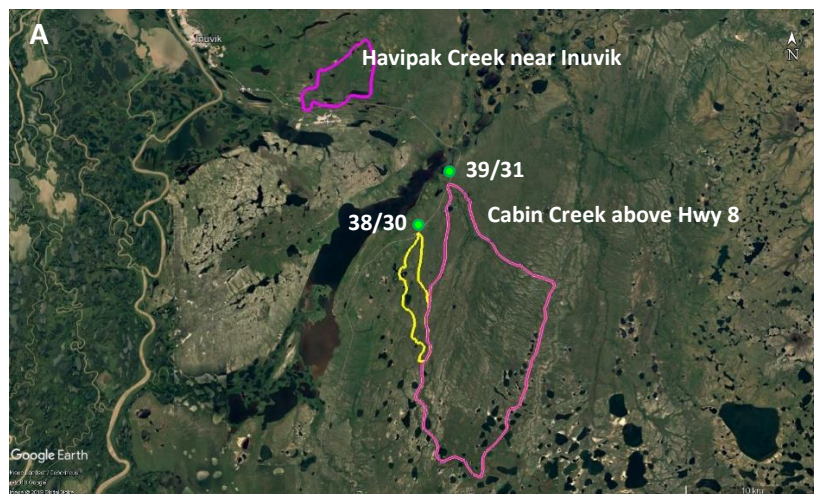 A
Inuvik
Havipak Creek near Inuvik
N
39/31
Cabin Creek above Hwy 8
38/30
Google Earth
10 km